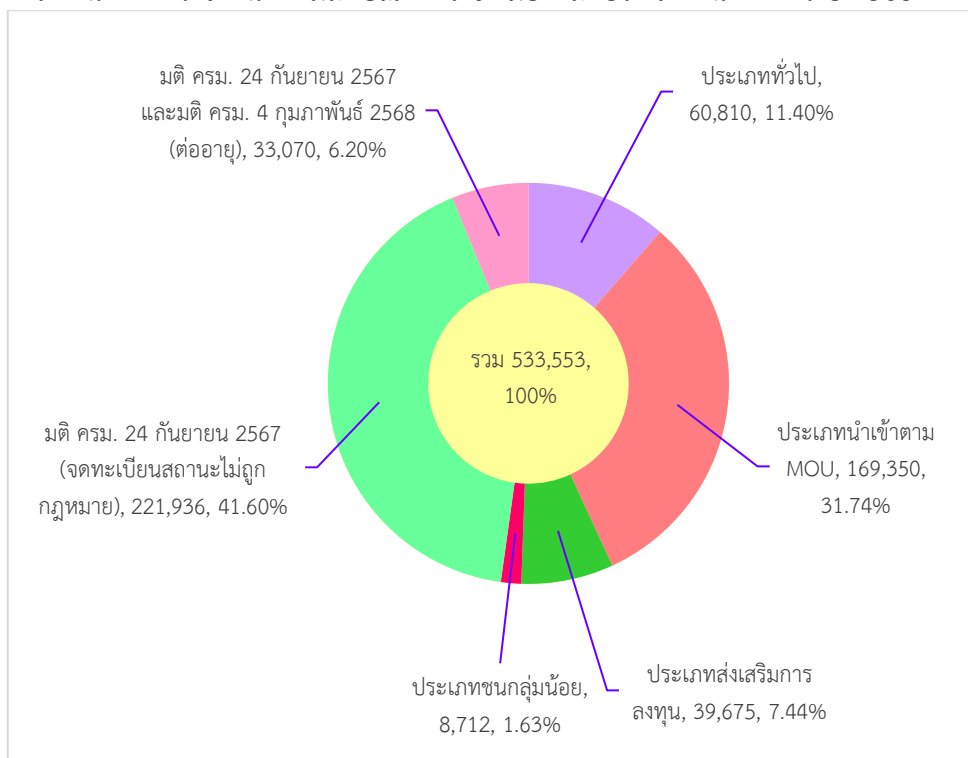 มติ ครม. 24 กันยายน 2567
และมติ ครม. 4 กุมภาพันธ์ 2568
(ต่ออายุ), 33,070, 6.20%
ประเภททั่วไป,
60,810, 11.40%
รวม 533,553,
100%
มติ ครม. 24 กันยายน 2567
(จดทะเบียนสถานะไม่ถูก
กฎหมาย), 221,936, 41.60%
ประเภทนำเข้าตาม
MOU, 169,350,
31.74%
ประเภทชนกลุ่มน้อย,
8,712, 1.63%
ประเภทส่งเสริมการ
ลงทุน, 39,675, 7.44%